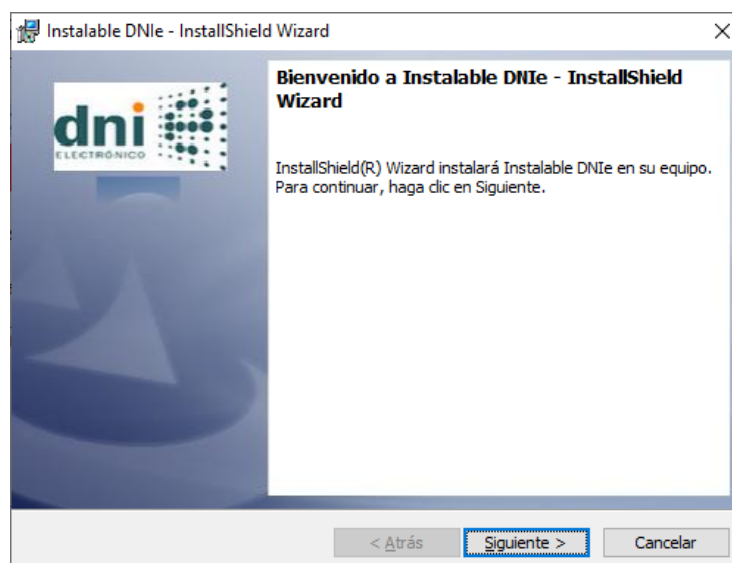 Instalable DNIe - InstallShield Wizard
dni
ELECTRÓNICO
Bienvenido a Instalable DNIe - InstallShield
Wizard
InstallShield(R) Wizard instalará Instalable DNIe en su equipo.
Para continuar, haga clic en Siguiente.
< Atrás
Siguiente >
Cancelar